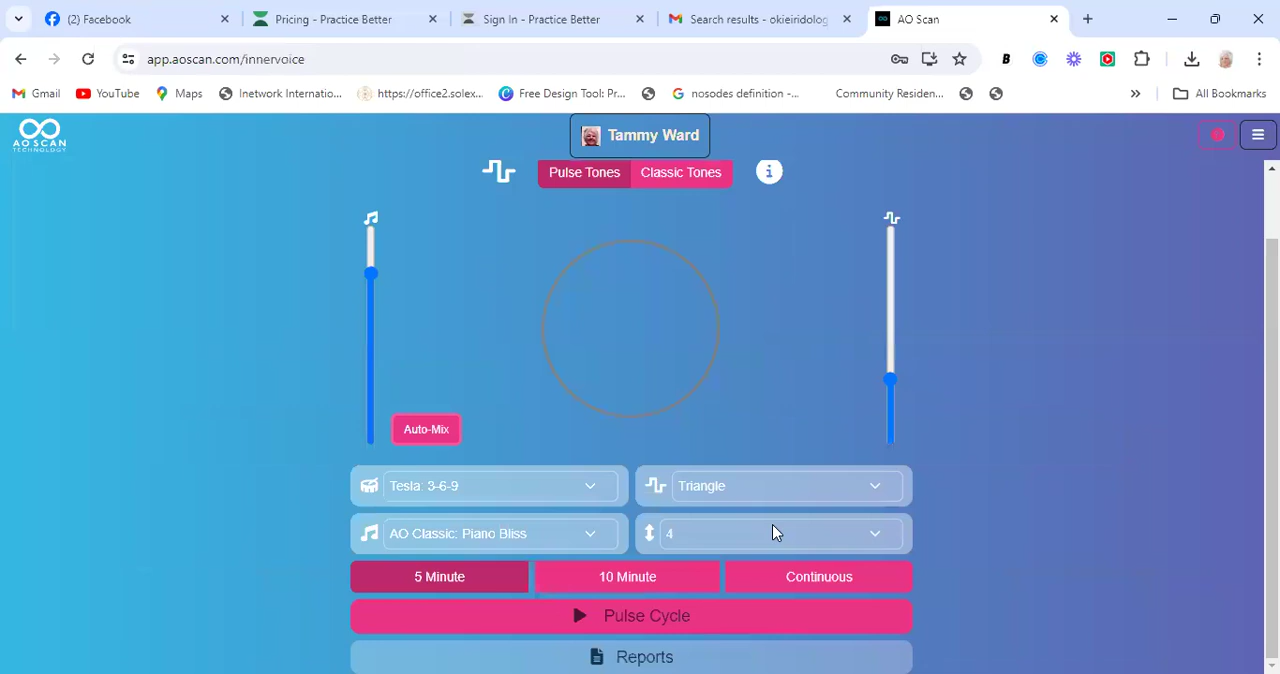 (2) Facebook
Pricing - Practice Better
Sign In - Practice Better
Search results - okieiridolog
AO Scan
app.aoscan.com/innervoice
B
Gmail
YouTube
Maps
Inetwork Internatio...
https://office2.solex...
Free Design Tool: Pr...
nosodes definition -...
Community Residen...
All Bookmarks
AO SCAN
TECHNOLOGY
Tammy Ward
Pulse Tones
Classic Tones
i
Auto-Mix
Tesla: 3-6-9
Triangle
AO Classic: Piano Bliss
4
5 Minute
10 Minute
Continuous
Pulse Cycle
Reports